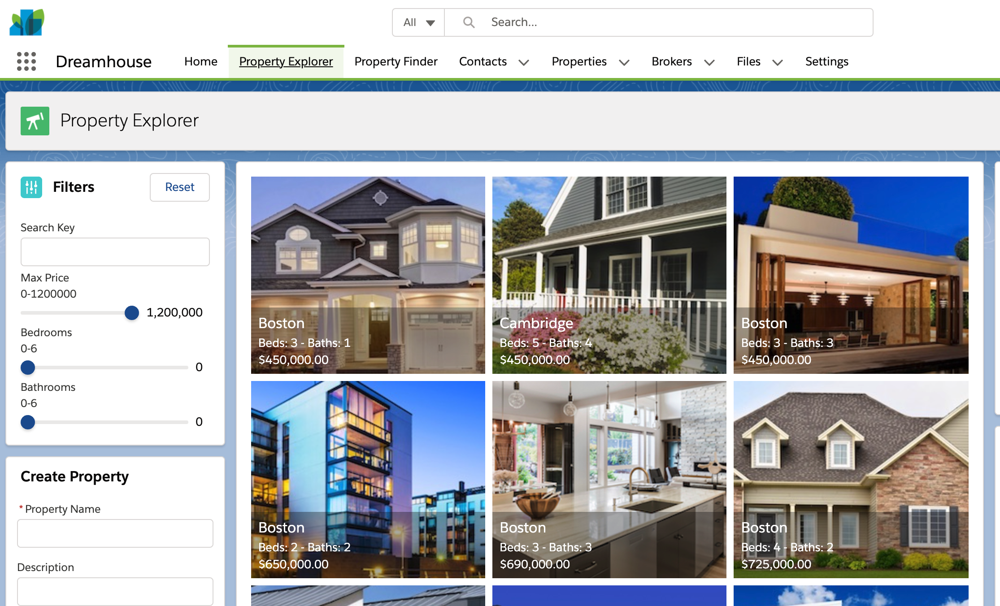 All
Search...
Dreamhouse
Home
Property Explorer
Property Finder
Contacts
Properties
Brokers
Files
Settings
Property Explorer
Filters
Reset
Search Key
Max Price
0-1200000
1,200,000
Bedrooms
0-6
0
Bathrooms
0-6
0
Create Property
* Property Name
Description
Boston
Beds: 3 - Baths: 1
$450,000.00
Cambridge
Beds: 5 - Baths: 4
$450,000.00
Boston
Beds: 3 - Baths: 3
$450,000.00
Boston
Beds: 2 - Baths: 2
$650,000.00
Boston
Beds: 3 - Baths: 3
$690,000.00
Boston
Beds: 4 - Baths: 2
$725,000.00